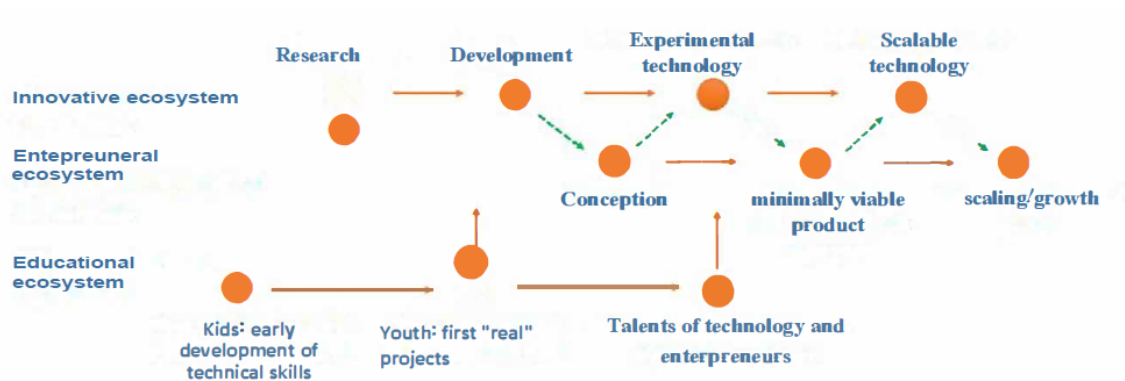 Research
Development
Experimental
technology
Scalable
technology
Innovative ecosystem
Entepreuneral
ecosystem
Conception
minimally viable
product
scaling/growth
Educational
ecosystem
Kids: early
development of
technical skills
Youth: first "real"
projects
Talents of technology and
enterpreneurs